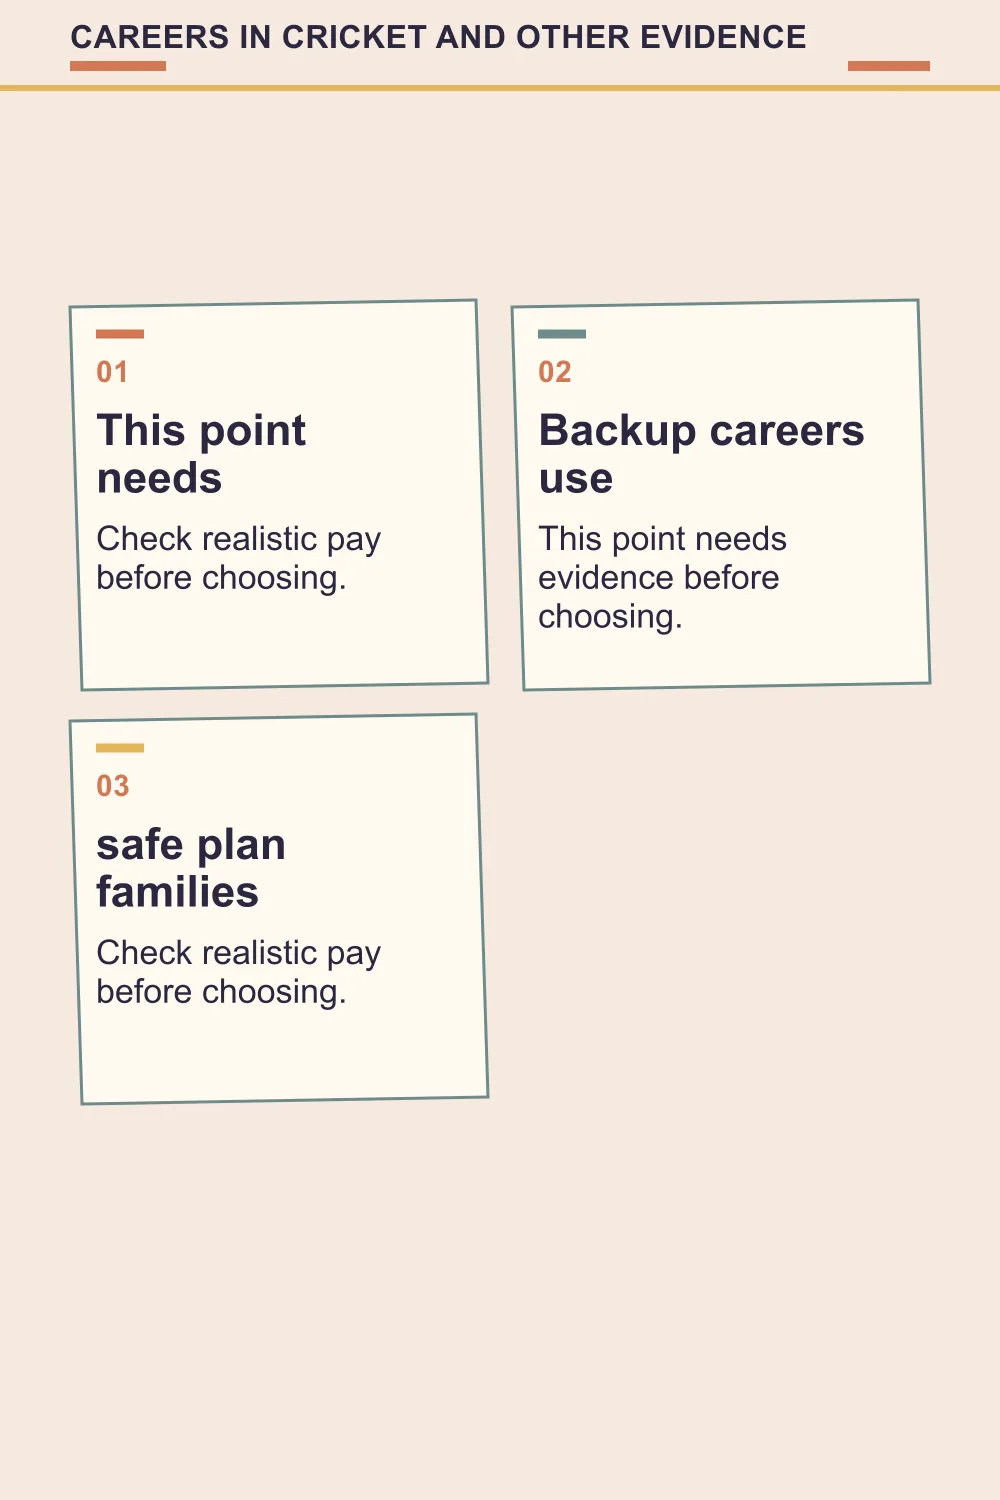 CAREERS IN CRICKET AND OTHER EVIDENCE
01
This point
needs
Check realistic pay
before choosing.
02
Backup careers
use
This point needs
evidence before
choosing.
03
safe plan
families
Check realistic pay
before choosing.